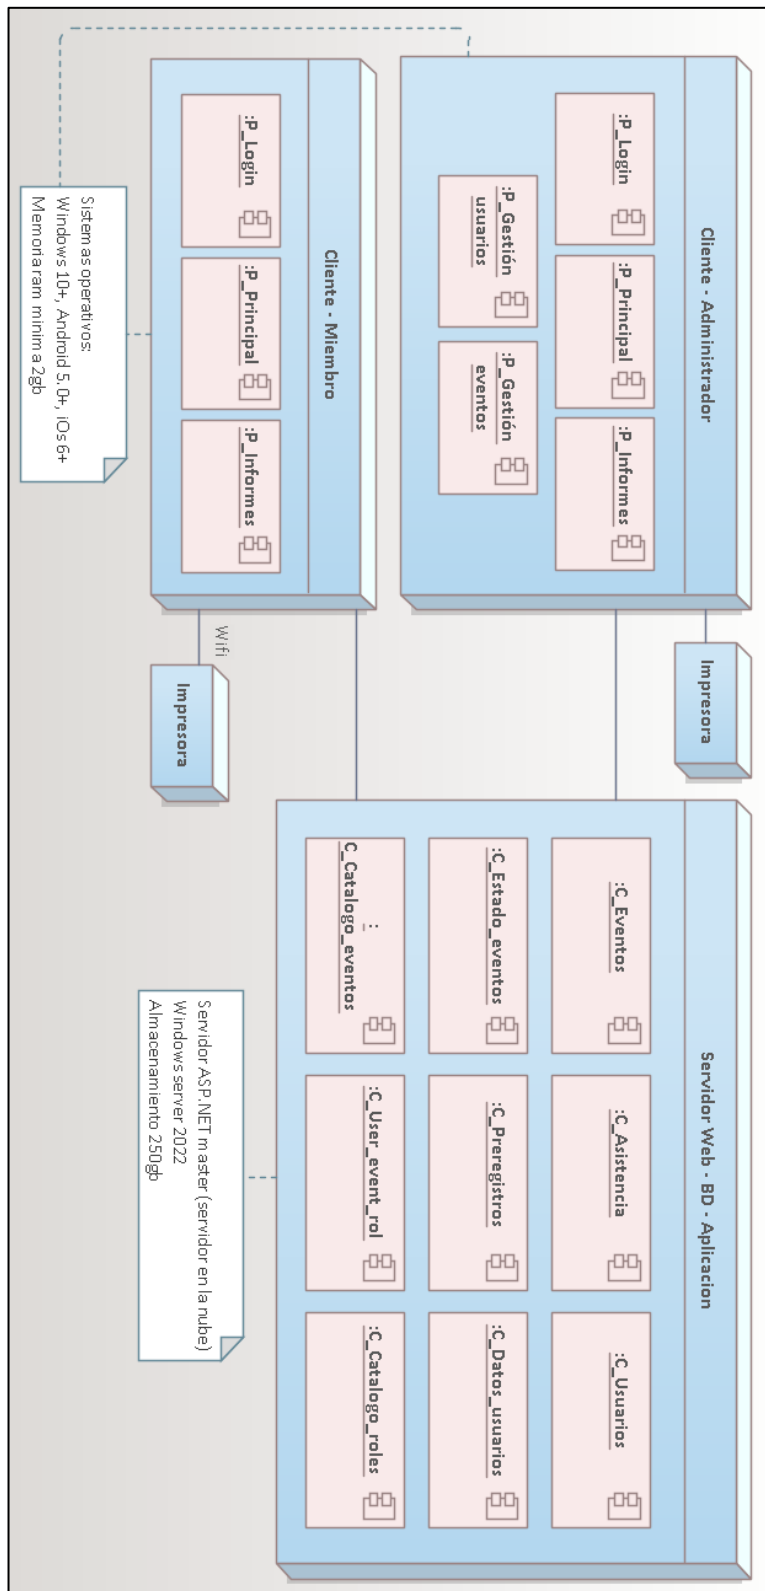 Cliente - Administrador
:P_Login
:P_Principal
:P_Informes
:P_Gestión
usuarios
:P_Gestión
eventos
Impresora
Servidor Web - BD - Aplicacion
:C_Eventos
:C_Asistencia
:C_Usuarios
:C_Estado_eventos
:C_Preregistros
:C_Datos_usuarios
:
C_Catalogo_eventos
:C_User_event_rol
:C_Catalogo_roles
Cliente - Miembro
:P_Login
:P_Principal
:P_Informes
Wifi
Impresora
Sistemas operativos:
Windows 10+, Android 5.0+, iOs 6+
Memoria ram minima 2gb
Servidor ASP.NET master (servidor en la nube)
Windows server 2022
Almacenamiento 250gb